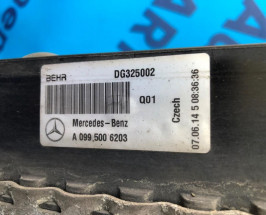 BEHR
DG325002
Q01
Mercedes-Benz
A 099 500 6203
Czech
07.06.14 5 08:36:36